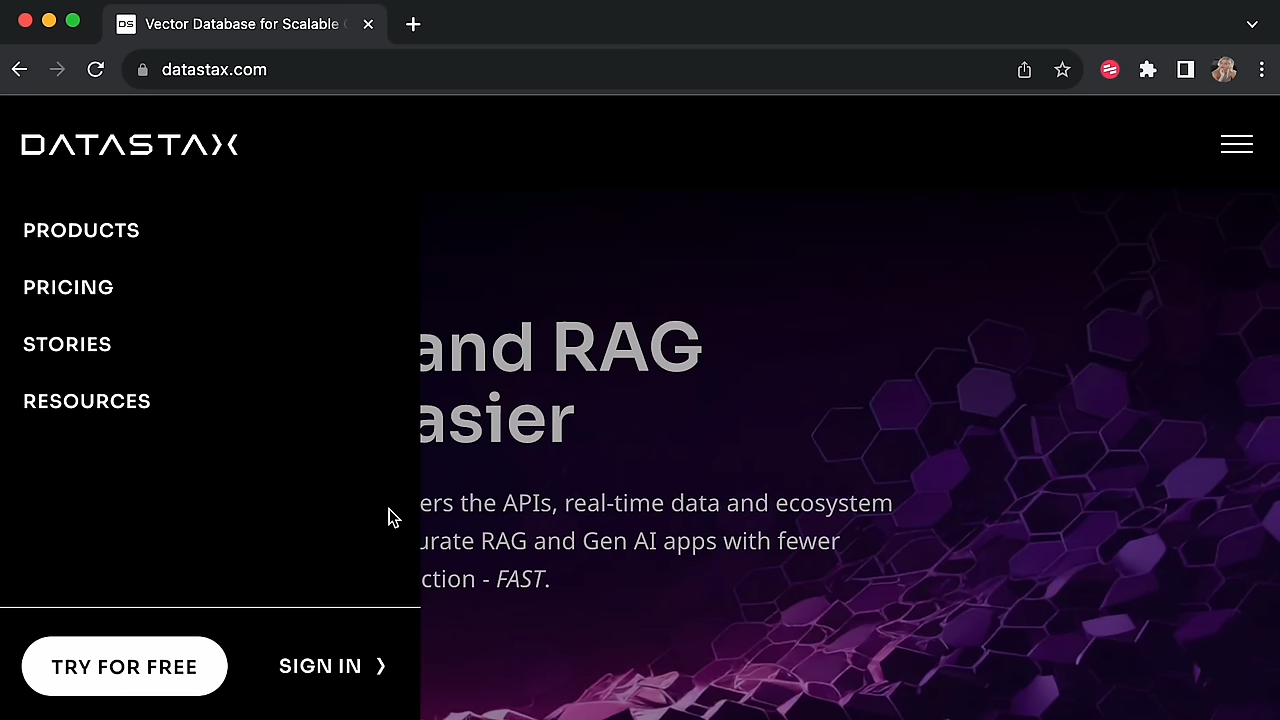 DS Vector Database for Scalable
datastax.com
DATASTAX
PRODUCTS
PRICING
STORIES
RESOURCES
and RAG
asier
ers the APIs, real-time data and ecosystem
urate RAG and Gen AI apps with fewer
ction - FAST.
TRY FOR FREE
SIGN IN ❯